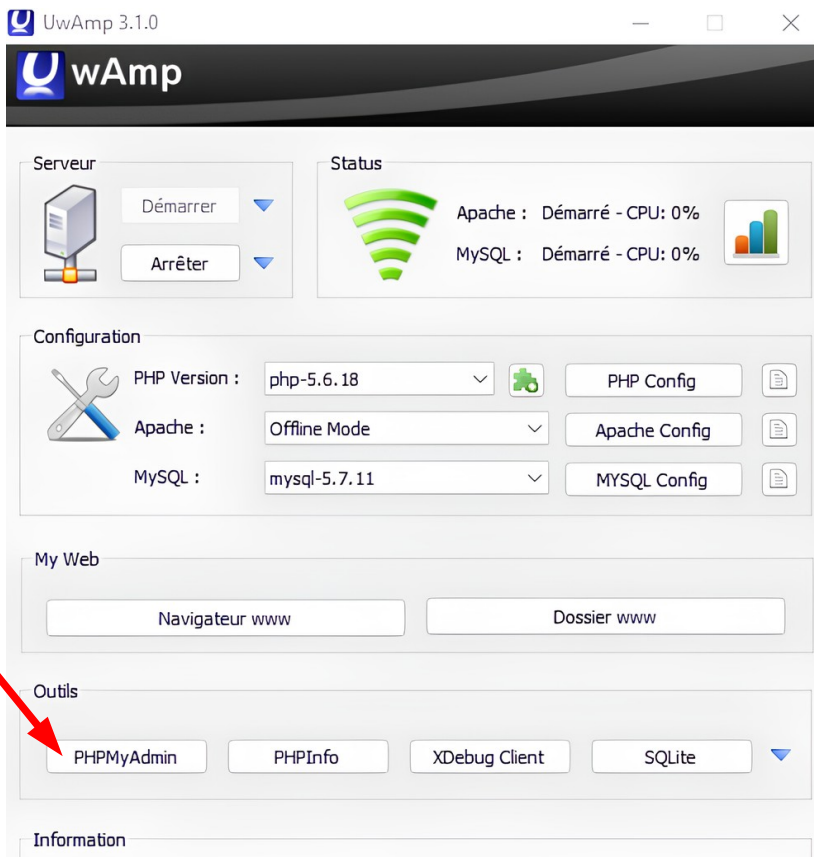 UwAmp 3.1.0
UwAmp
Serveur
Démarrer
Arrêter
Status
Apache : Démarré - CPU: 0%
MySQL : Démarré - CPU: 0%
Configuration
PHP Version : php-5.6.18 PHP Config
Apache : Offline Mode Apache Config
MySQL : mysql-5.7.11 MYSQL Config
My Web
Navigateur www Dossier www
Outils
PHPMyAdmin PHPInfo XDebug Client SQLite
Information